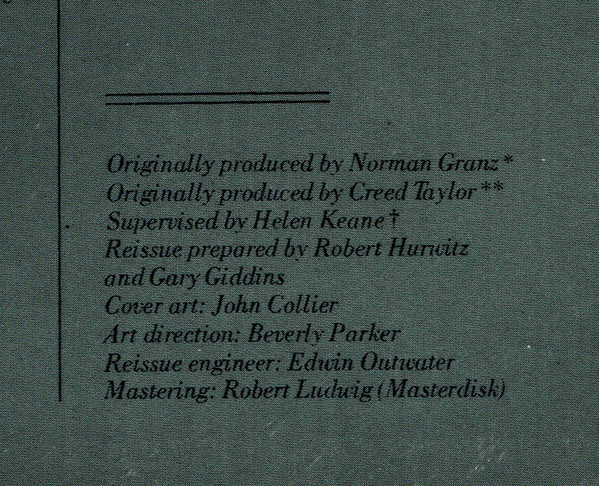 Originally produced by Norman Granz*
Originally produced by Creed Taylor**
Supervised by Helen Keane†
Reissue prepared by Robert Hurwitz
and Gary Giddins
Cover art: John Collier
Art direction: Beverly Parker
Reissue engineer: Edwin Outwater
Mastering: Robert Ludwig (Masterdisk)